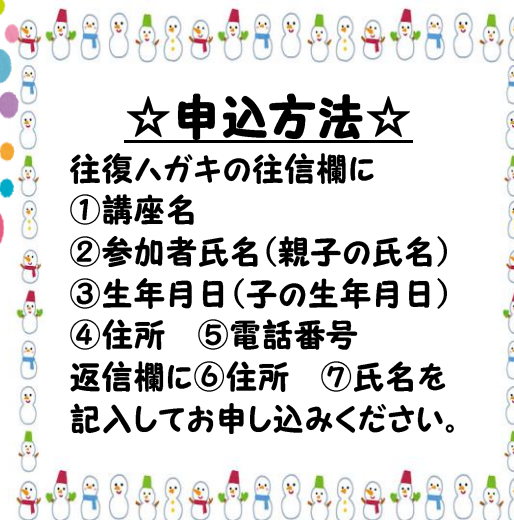 ☆申込方法☆
往復ハガキの往信欄に
①講座名
②参加者氏名(親子の氏名)
③生年月日(子の生年月日)
④住所　⑤電話番号
返信欄に⑥住所　⑦氏名を
記入してお申し込みください。